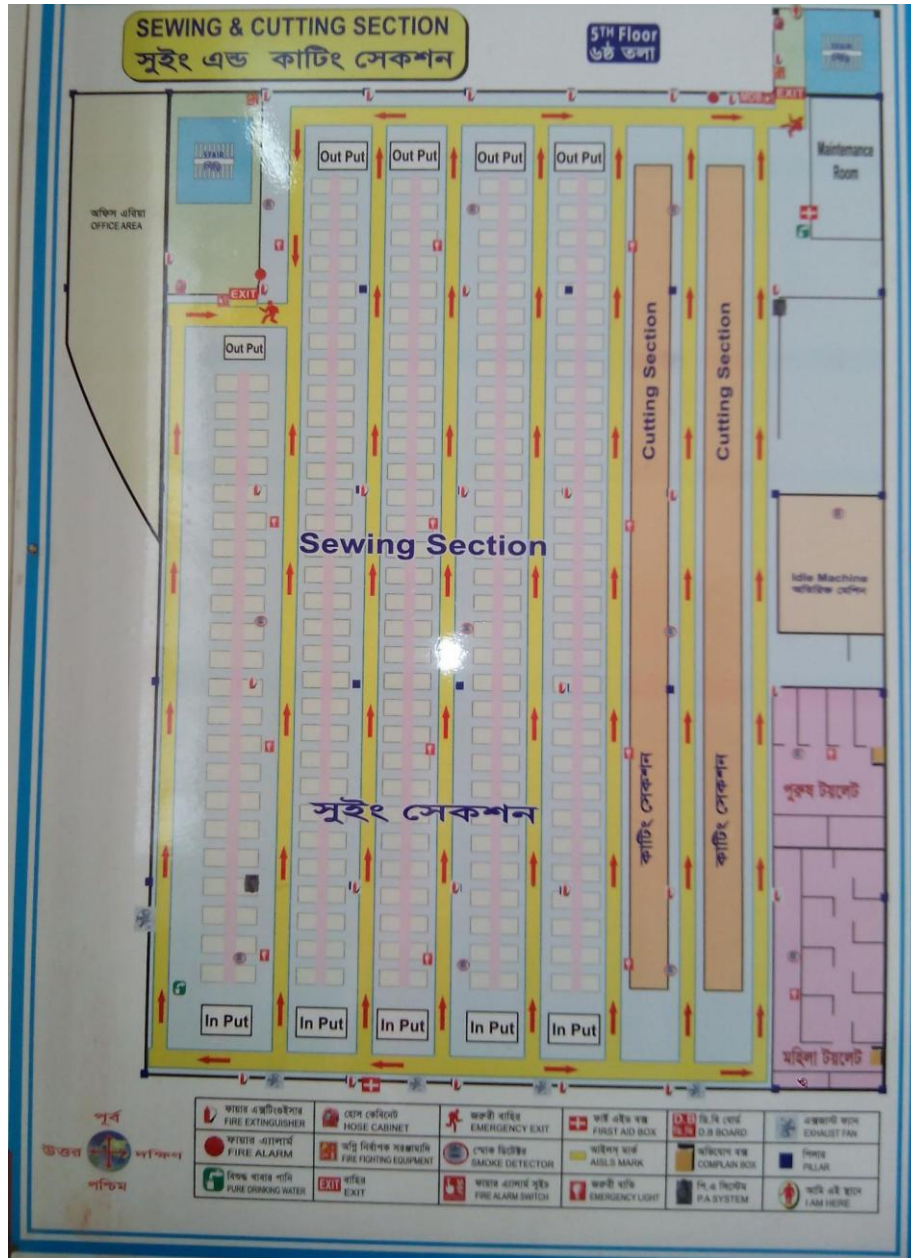 SEWING & CUTTING SECTION
সুইং এন্ড কাটিং সেকশন
5TH Floor
৬ষ্ঠ তলা
STAIR
সিঁড়ি
STAIR
সিঁড়ি
EXIT
Maintenance
Room
অফিস এরিয়া
OFFICE AREA
EXIT
Out Put
Out Put
Out Put
Out Put
Out Put
Cutting Section
Cutting Section
Sewing Section
Idle Machine
অতিরিক্ত মেশিন
সুইং সেকশন
কাটিং সেকশন
কাটিং সেকশন
পুরুষ টয়লেট
মহিলা টয়লেট
In Put
In Put
In Put
In Put
In Put
পূর্ব
উত্তর
দক্ষিণ
পশ্চিম
ফায়ার এক্সটিংগুইসার
FIRE EXTINGUISHER
হোস কেবিনেট
HOSE CABINET
জরুরী বাহির
EMERGENCY EXIT
ফার্স্ট এইড বক্স
FIRST AID BOX
D.B
ডি.বি বোর্ড
D.B BOARD
এক্সজাস্ট ফ্যান
EXHAUST FAN
ফায়ার এ্যালার্ম
FIRE ALARM
অগ্নি নির্বাপক সরঞ্জামাদি
FIRE FIGHTING EQUIPMENT
স্মোক ডিটেক্টর
SMOKE DETECTOR
আইলস্ মার্ক
AISLS MARK
অভিযোগ বক্স
COMPLAIN BOX
পিলার
PILLAR
বিশুদ্ধ খাবার পানি
PURE DRINKING WATER
EXIT
বাহির
EXIT
ফায়ার এ্যালার্ম সুইচ
FIRE ALARM SWITCH
জরুরী বাতি
EMERGENCY LIGHT
পি.এ সিস্টেম
P.A SYSTEM
আমি এই স্থানে
I AM HERE